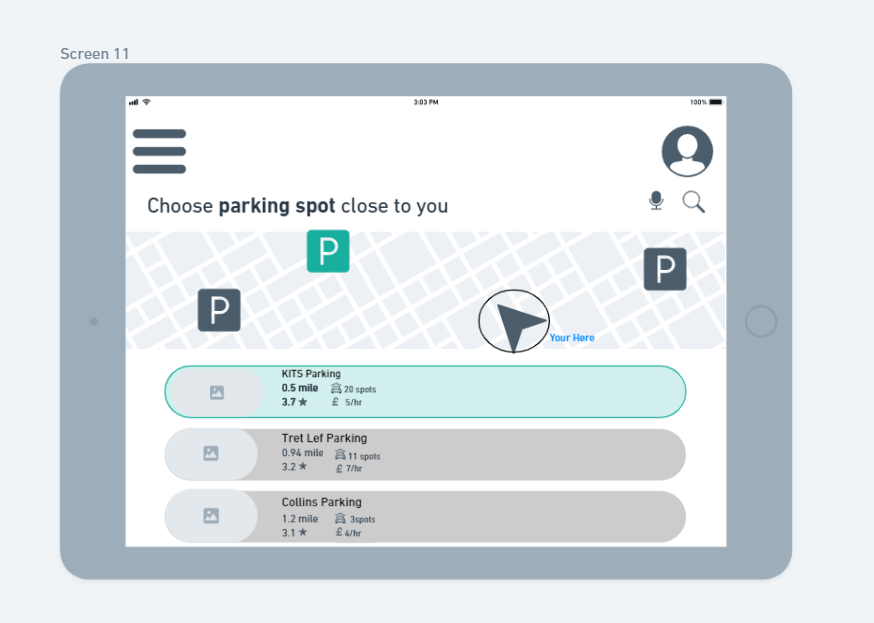 Screen 11
3:03 PM
100%
Choose parking spot close to you
P
P
P
Your Here
KITS Parking
0.5 mile 20 spots
3.7 ★ £ 5/hr
Tret Lef Parking
0.94 mile 11 spots
3.2 ★ £ 7/hr
Collins Parking
1.2 mile 3spots
3.1 ★ £ 4/hr